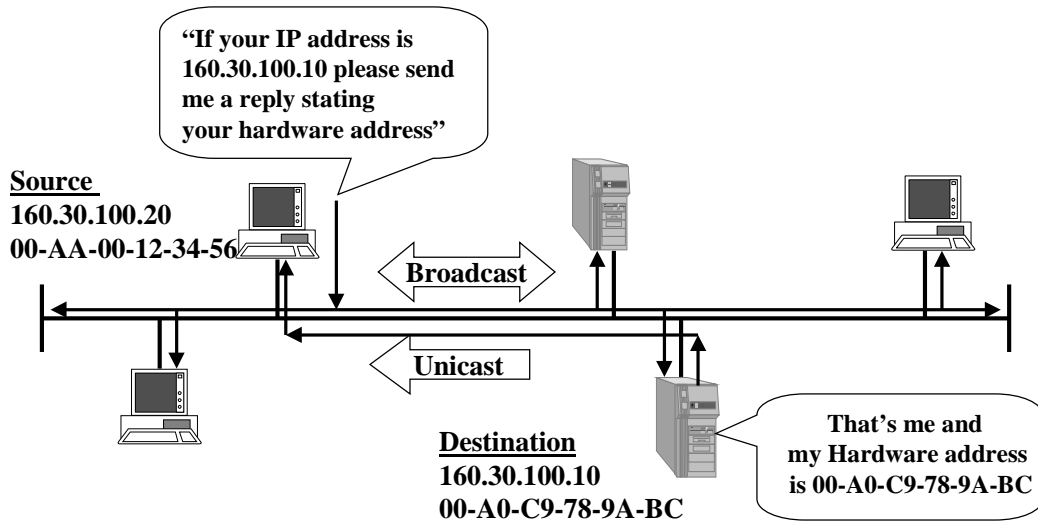 “If your IP address is
160.30.100.10 please send
me a reply stating
your hardware address”
Source
160.30.100.20
00-AA-00-12-34-56
Broadcast
Unicast
Destination
160.30.100.10
00-A0-C9-78-9A-BC
That’s me and
my Hardware address
is 00-A0-C9-78-9A-BC